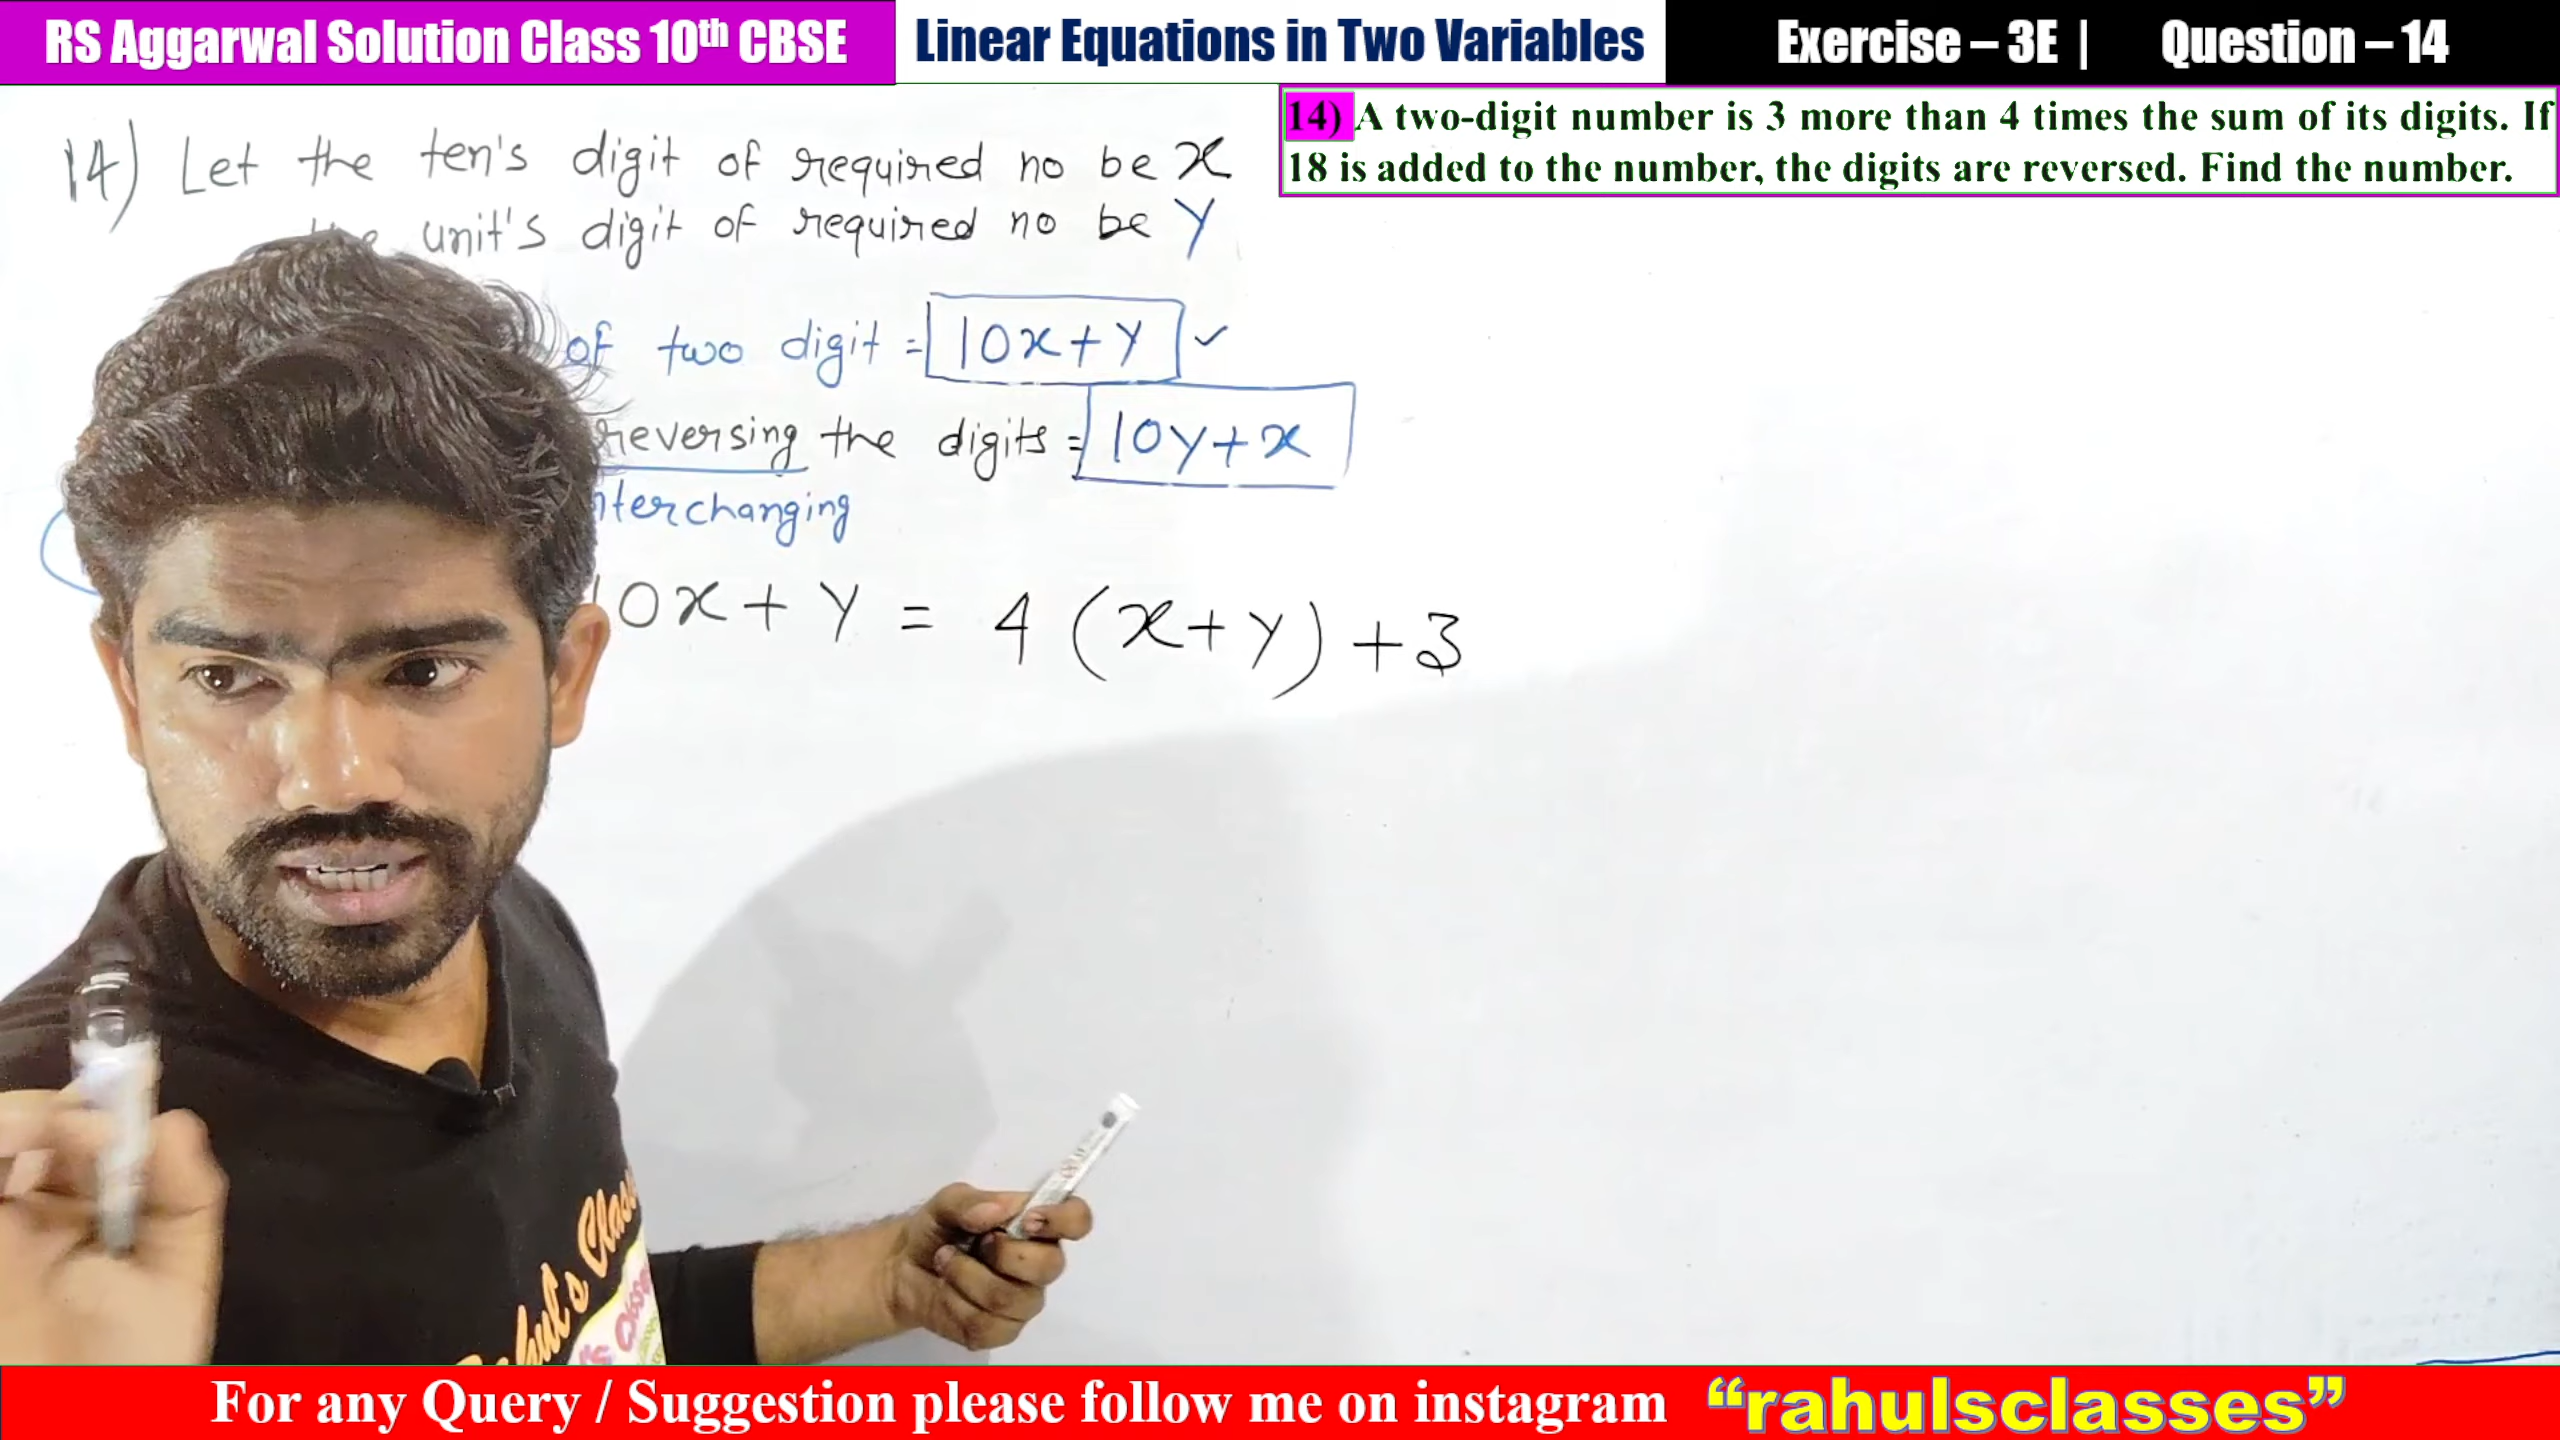 RS Aggarwal Solution Class 10th CBSE
Linear Equations in Two Variables
Exercise – 3E | Question – 14
14) A two-digit number is 3 more than 4 times the sum of its digits. If
18 is added to the number, the digits are reversed. Find the number.
14) Let the ten's digit of required no be x
the unit's digit of required no be y
of two digit = 10x+y ✓
reversing the digits = 10y+x
nterchanging
10x+y = 4(x+y)+3
Rahul's Classes
For any Query / Suggestion please follow me on instagram "rahulsclasses"